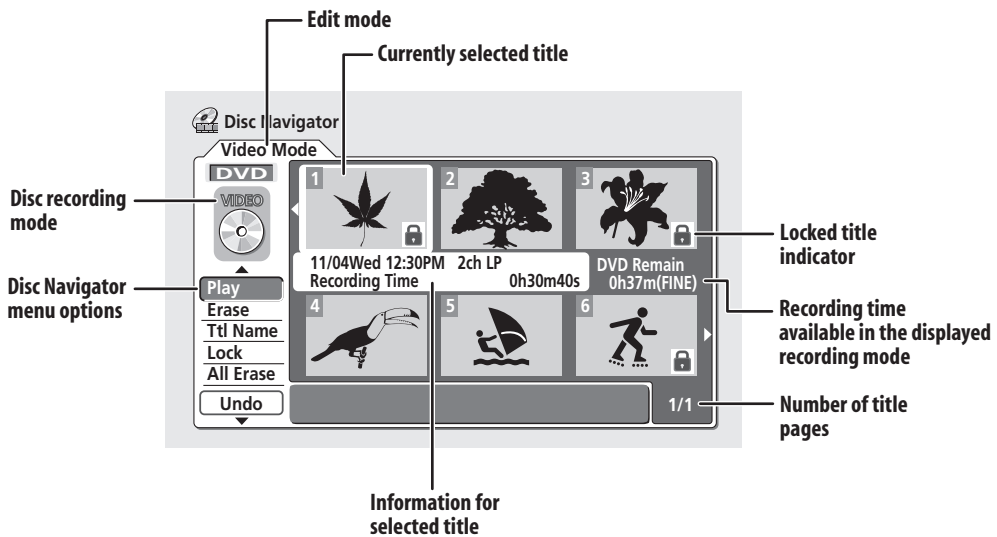 Edit mode
Currently selected title
Disc Navigator
Video Mode
DVD
VIDEO
Disc recording
mode
1
2
3
Locked title
indicator
11/04Wed 12:30PM 2ch LP
Recording Time 0h30m40s
DVD Remain
0h37m(FINE)
Disc Navigator
menu options
Play
Erase
Ttl Name
Lock
All Erase
Undo
4
5
6
Recording time
available in the displayed
recording mode
1/1
Number of title
pages
Information for
selected title